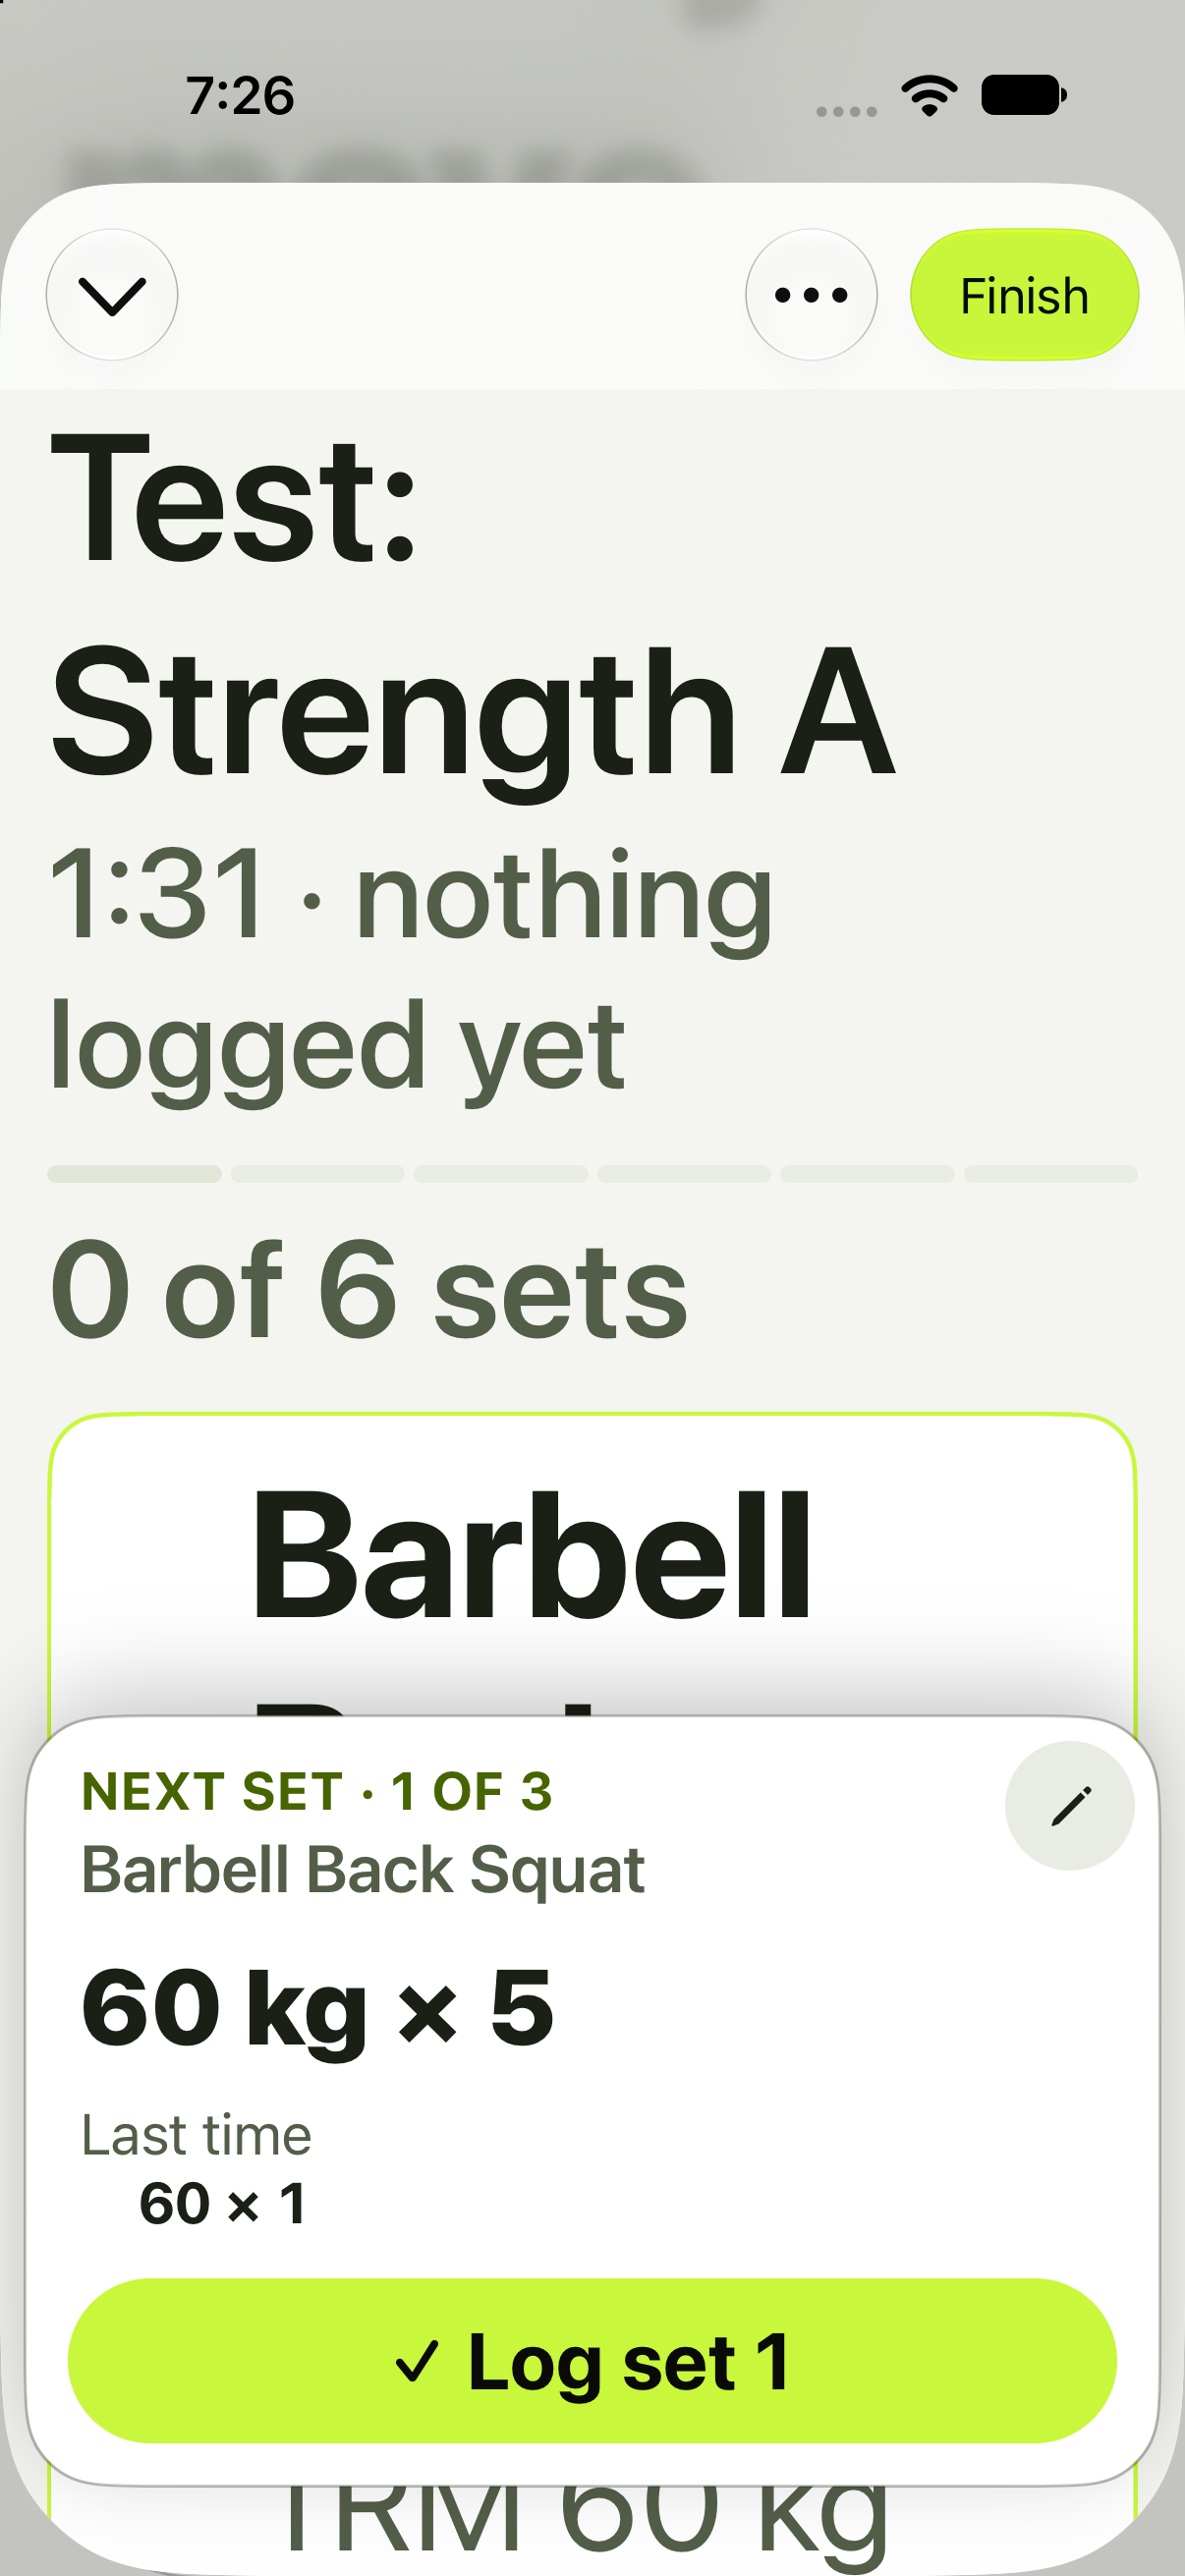 7:26
Finish
Test:
Strength A
1:31 · nothing
logged yet
0 of 6 sets
Barbell
NEXT SET · 1 OF 3
Barbell Back Squat
60 kg × 5
Last time
60 × 1
✓ Log set 1
1RM 60 kg